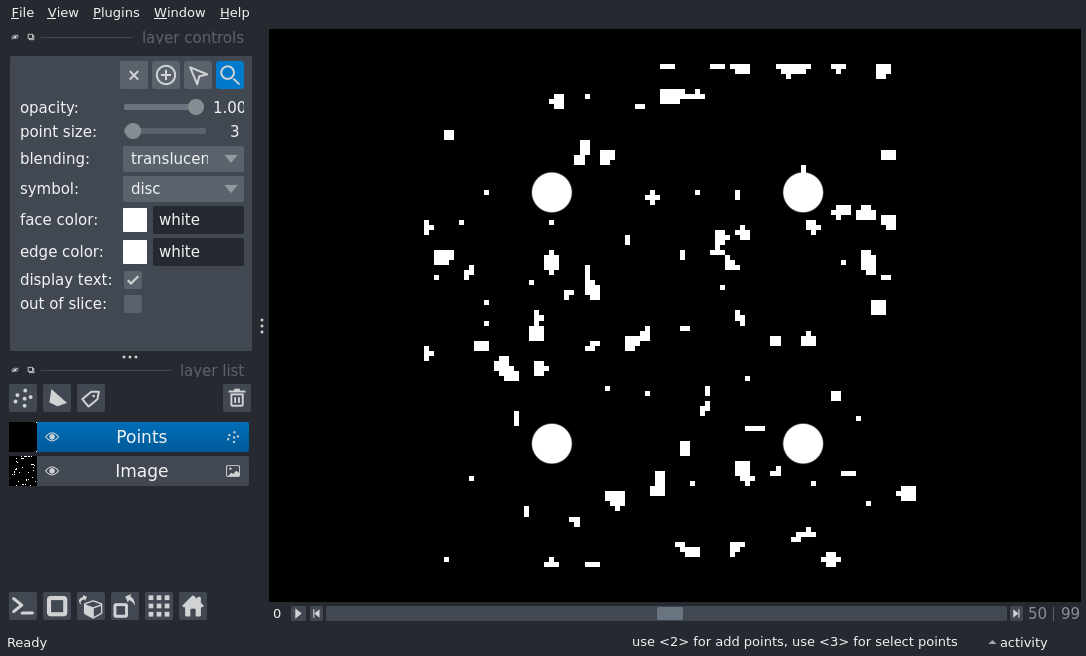 File View Plugins Window Help
layer controls
opacity: 1.00
point size: 3
blending: translucen
symbol: disc
face color: white
edge color: white
display text:
out of slice:
layer list
Points
Image
0 50 | 99
Ready use <2> for add points, use <3> for select points activity